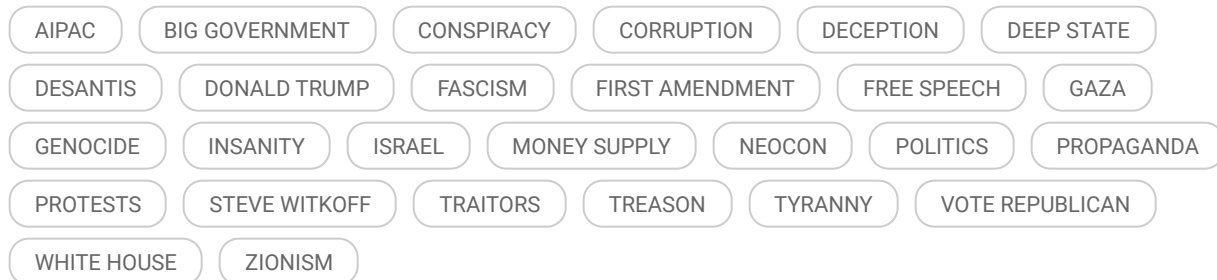 AIPAC BIG GOVERNMENT CONSPIRACY CORRUPTION DECEPTION DEEP STATE
DESANTIS DONALD TRUMP FASCISM FIRST AMENDMENT FREE SPEECH GAZA
GENOCIDE INSANITY ISRAEL MONEY SUPPLY NEOCON POLITICS PROPAGANDA
PROTESTS STEVE WITKOFF TRAITORS TREASON TYRANNY VOTE REPUBLICAN
WHITE HOUSE ZIONISM